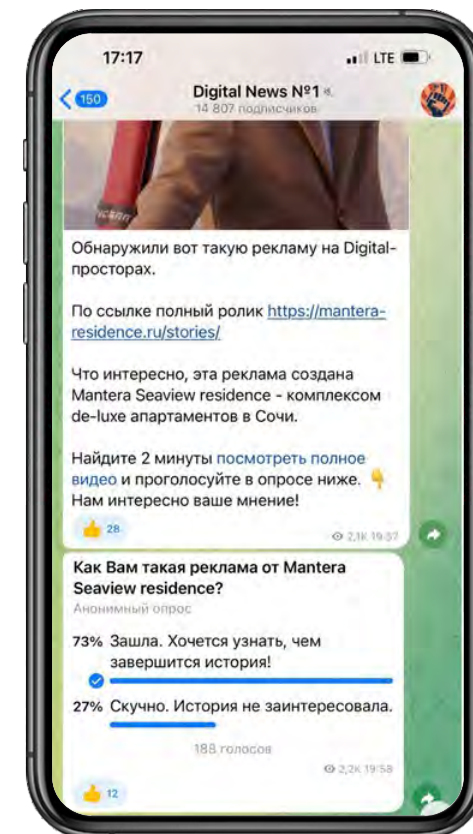 17:17
LTE
150
Digital News №1
14 807 подписчиков
Обнаружили вот такую рекламу на Digital-
просторах.
По ссылке полный ролик https://mantera-
residence.ru/stories/
Что интересно, эта реклама создана
Mantera Seaview residence - комплексом
de-luxe апартаментов в Сочи.
Найдите 2 минуты посмотреть полное
видео и проголосуйте в опросе ниже. 👇
Нам интересно ваше мнение!
👍 28
2,1K 19:57
Как Вам такая реклама от Mantera
Seaview residence?
Анонимный опрос
73% Зашла. Хочется узнать, чем
завершится история!
27% Скучно. История не заинтересовала.
188 голосов
2,2K 19:58
👍 12